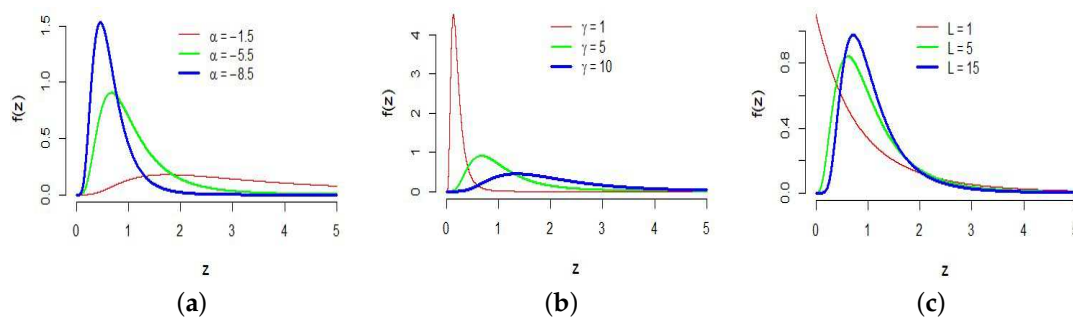 f(z)
0.0 0.5 1.0 1.5
α = −1.5
α = −5.5
α = −8.5
0 1 2 3 4 5
z
(a)
f(z)
0 1 2 3 4
γ = 1
γ = 5
γ = 10
0 1 2 3 4 5
z
(b)
f(z)
0.0 0.4 0.8
L = 1
L = 5
L = 15
0 1 2 3 4 5
z
(c)